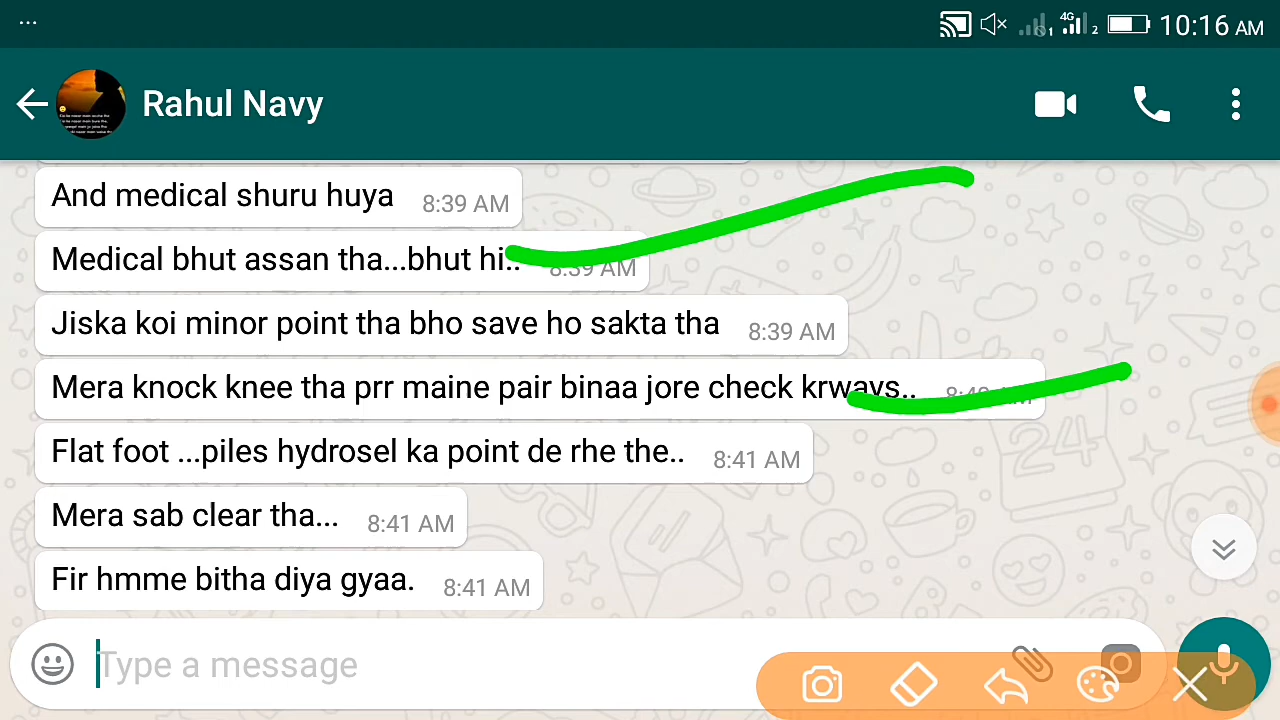 ...
1
4G
2
10:16 AM
Rahul Navy
And medical shuru huya 8:39 AM
Medical bhut assan tha...bhut hi.. 8:39 AM
Jiska koi minor point tha bho save ho sakta tha 8:39 AM
Mera knock knee tha prr maine pair binaa jore check krways..
Flat foot ...piles hydrosel ka point de rhe the.. 8:41 AM
Mera sab clear tha... 8:41 AM
Fir hmme bitha diya gyaa. 8:41 AM
Type a message